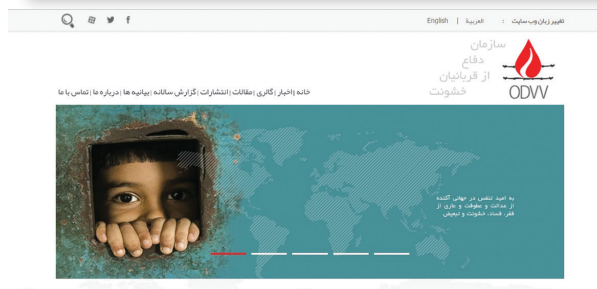 تغییر زبان وب سایت : العربیة | English
سازمان
دفاع
از قربانیان
خشونت
ODVV
خانه | اخبار | گالری | مقالات | انتشارات | گزارش سالانه | بیانیه ها | درباره ما | تماس با ما
به امید تنفس در جهانی آکنده
از عدالت و عطوفت و عاری از
فقر، فساد، خشونت و تبعیض